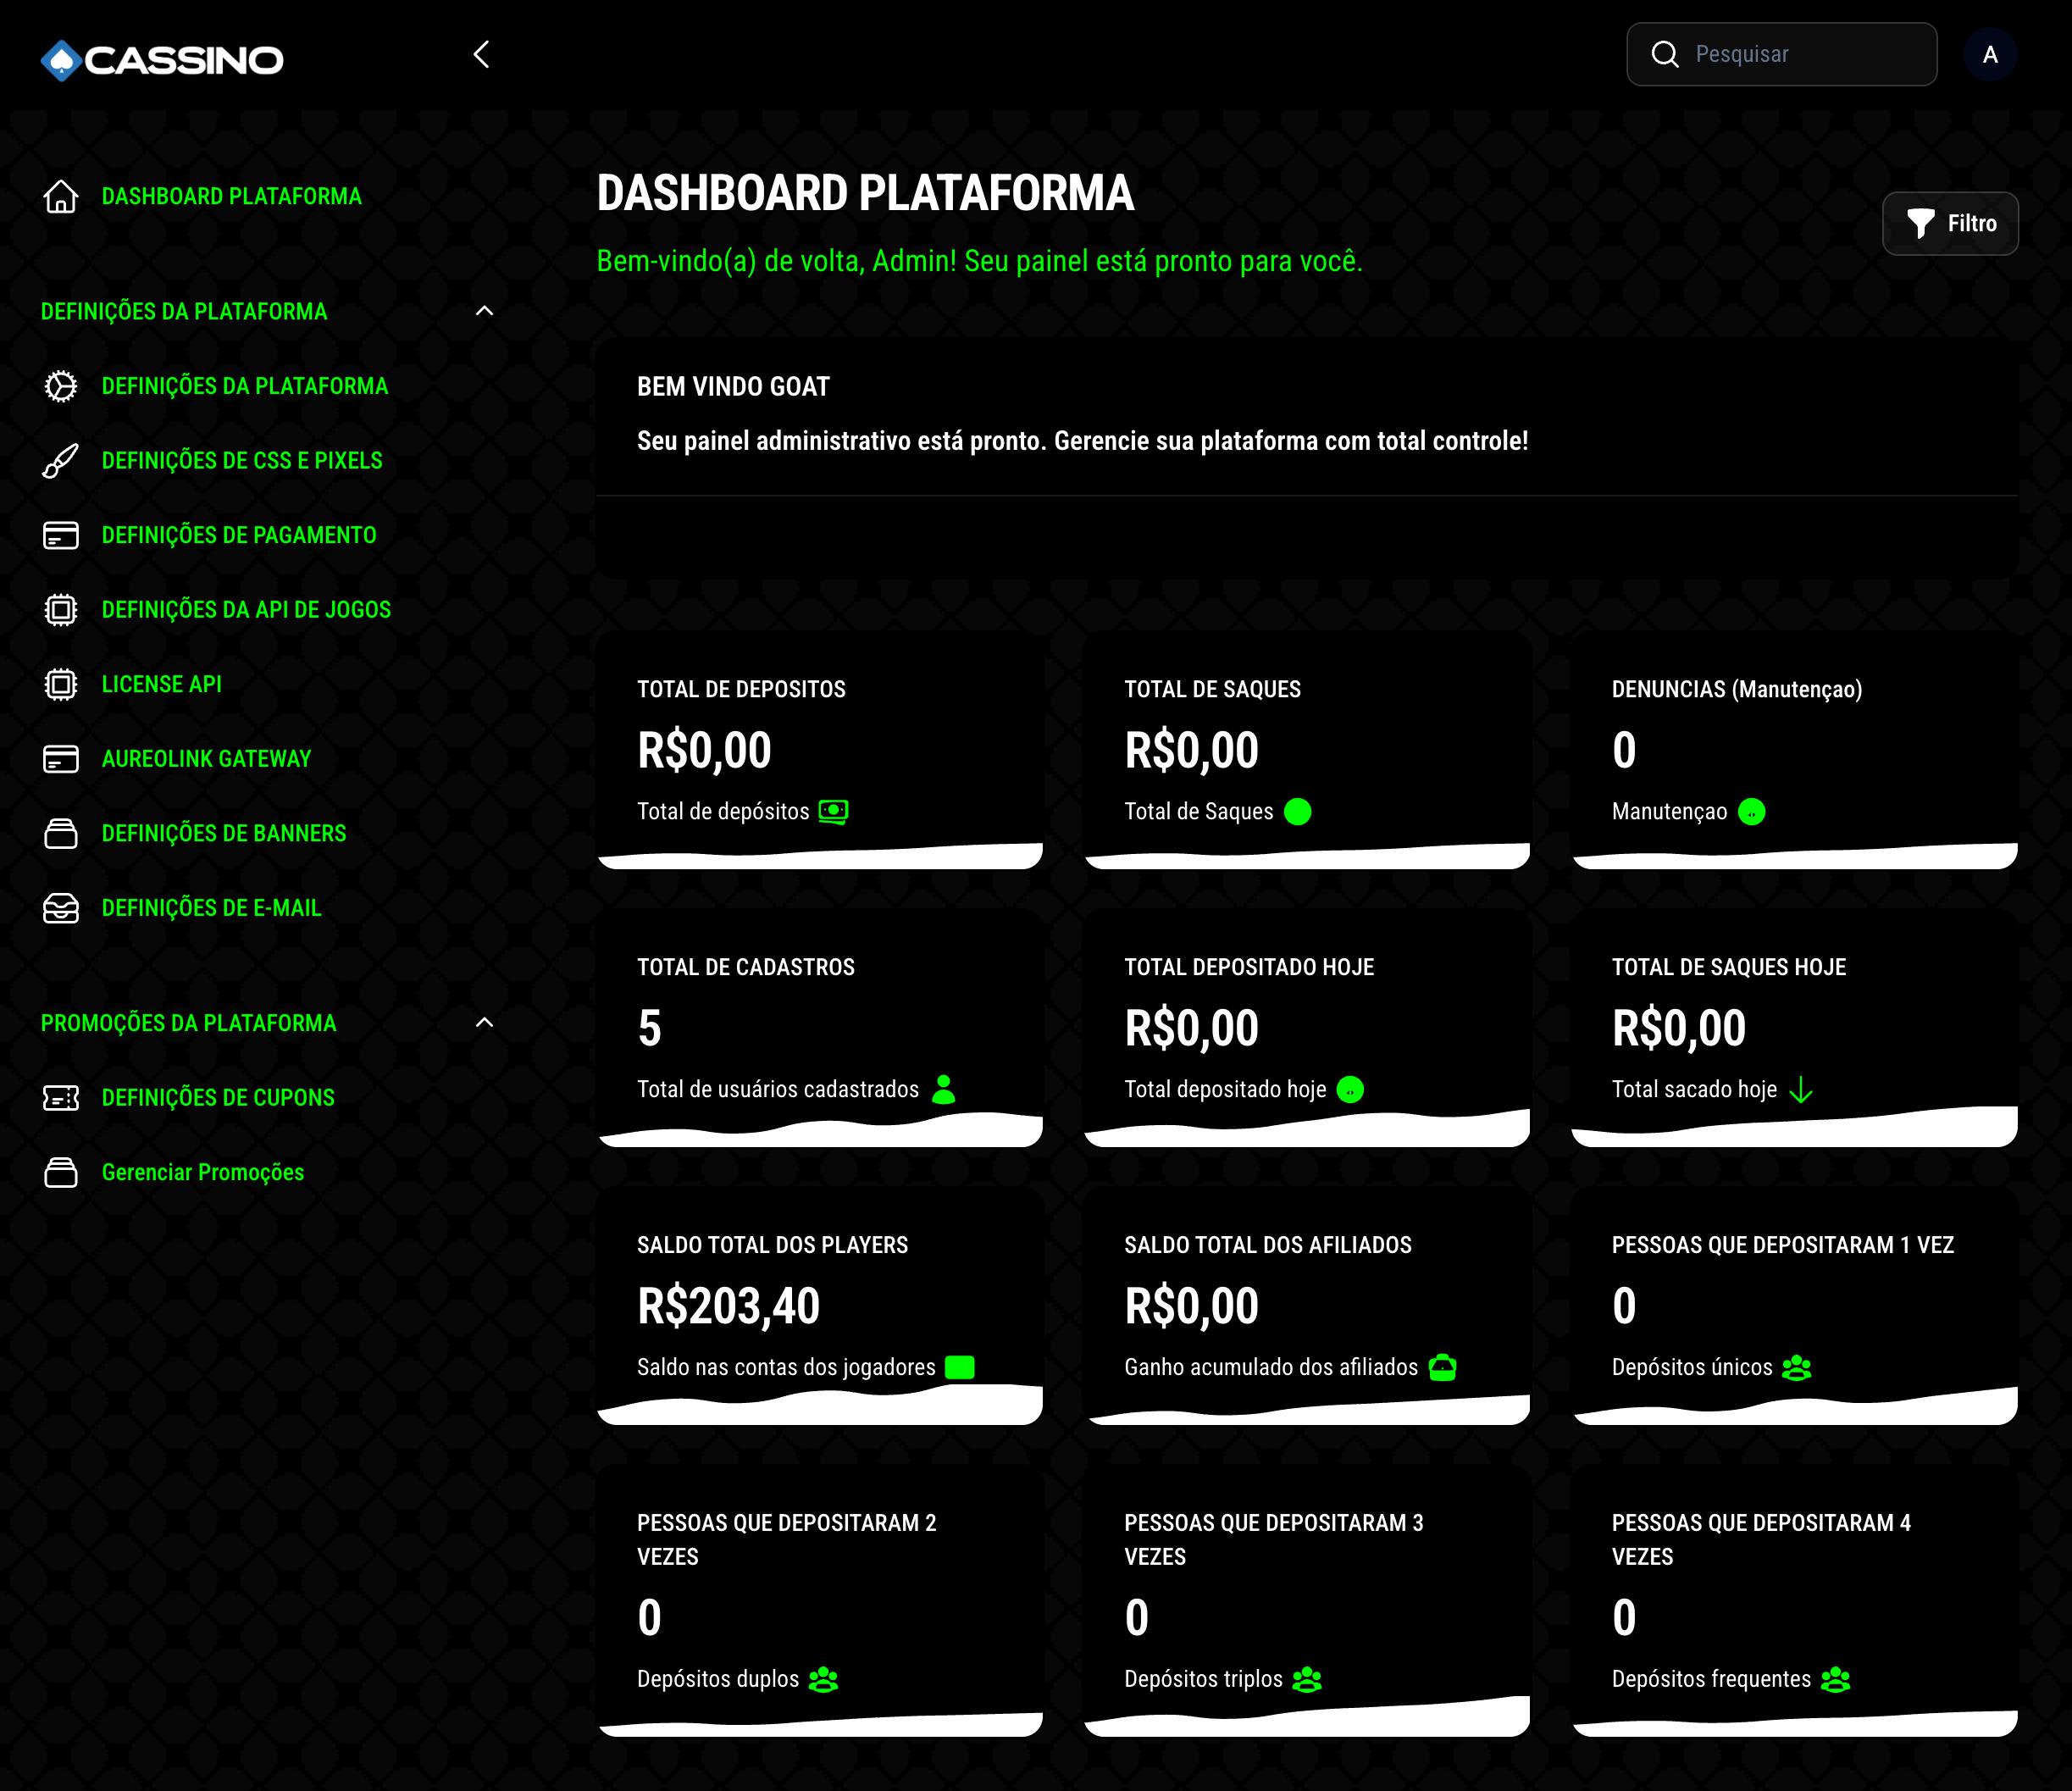 CASSINO
Pesquisar
A
DASHBOARD PLATAFORMA
DEFINIÇÕES DA PLATAFORMA
DEFINIÇÕES DA PLATAFORMA
DEFINIÇÕES DE CSS E PIXELS
DEFINIÇÕES DE PAGAMENTO
DEFINIÇÕES DA API DE JOGOS
LICENSE API
AUREOLINK GATEWAY
DEFINIÇÕES DE BANNERS
DEFINIÇÕES DE E-MAIL
PROMOÇÕES DA PLATAFORMA
DEFINIÇÕES DE CUPONS
Gerenciar Promoções
DASHBOARD PLATAFORMA
Bem-vindo(a) de volta, Admin! Seu painel está pronto para você.
Filtro
BEM VINDO GOAT
Seu painel administrativo está pronto. Gerencie sua plataforma com total controle!
TOTAL DE DEPOSITOS
R$0,00
Total de depósitos
TOTAL DE SAQUES
R$0,00
Total de Saques
DENUNCIAS (Manutençao)
0
Manutençao
TOTAL DE CADASTROS
5
Total de usuários cadastrados
TOTAL DEPOSITADO HOJE
R$0,00
Total depositado hoje
TOTAL DE SAQUES HOJE
R$0,00
Total sacado hoje
SALDO TOTAL DOS PLAYERS
R$203,40
Saldo nas contas dos jogadores
SALDO TOTAL DOS AFILIADOS
R$0,00
Ganho acumulado dos afiliados
PESSOAS QUE DEPOSITARAM 1 VEZ
0
Depósitos únicos
PESSOAS QUE DEPOSITARAM 2
VEZES
0
Depósitos duplos
PESSOAS QUE DEPOSITARAM 3
VEZES
0
Depósitos triplos
PESSOAS QUE DEPOSITARAM 4
VEZES
0
Depósitos frequentes